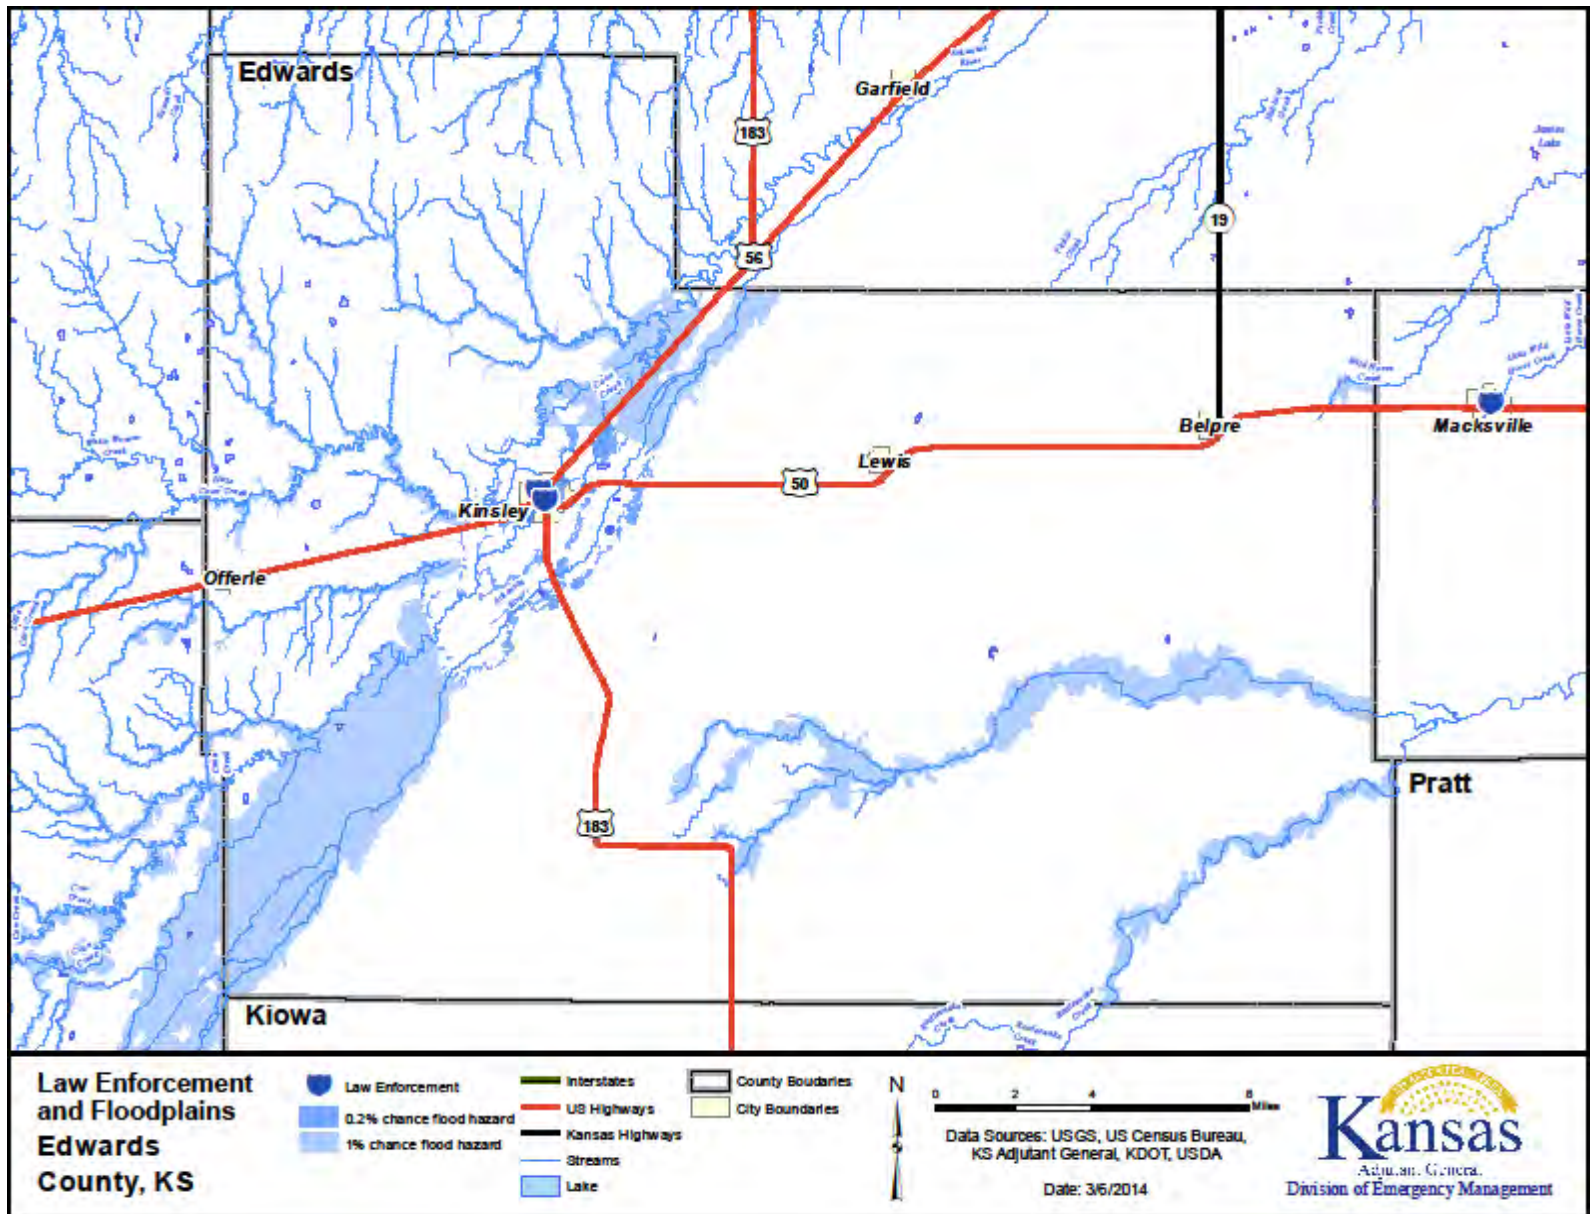 Edwards
Garfield
183
19
56
Belpre
Macksville
Lewis
50
Kinsley
Offerle
183
Pratt
Kiowa
Law Enforcement
and Floodplains
Edwards
County, KS
Law Enforcement
0.2% chance flood hazard
1% chance flood hazard
Interstates
US Highways
Kansas Highways
Streams
Lake
County Boudaries
City Boundaries
N
0 2 4 8
Miles
Data Sources: USGS, US Census Bureau,
KS Adjutant General, KDOT, USDA
Date: 3/6/2014
Kansas
Adjutant General
Division of Emergency Management